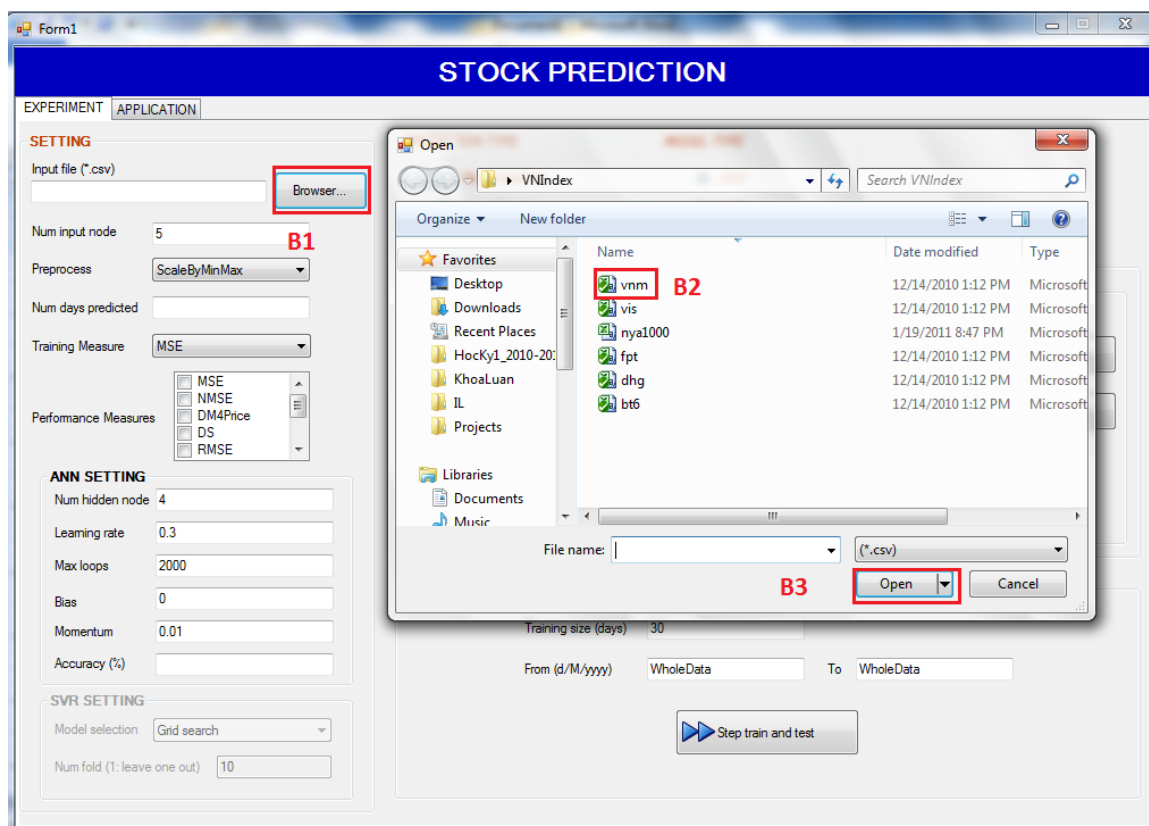 Form1
STOCK PREDICTION
EXPERIMENT APPLICATION
SETTING
Input file (*.csv)
Browser...
B1
Num input node 5
Preprocess ScaleByMinMax
Num days predicted
Training Measure MSE
Performance Measures
MSE
NMSE
DM4Price
DS
RMSE
ANN SETTING
Num hidden node 4
Learning rate 0.3
Max loops 2000
Bias 0
Momentum 0.01
Accuracy (%)
SVR SETTING
Model selection Grid search
Num fold (1: leave one out) 10
Open
VNIndex
Search VNIndex
Organize New folder
Favorites
Desktop
Downloads
Recent Places
HocKy1_2010-20
KhoaLuan
IL
Projects
Libraries
Documents
Music
Name Date modified Type
vnm B2 12/14/2010 1:12 PM Microsoft
vis 12/14/2010 1:12 PM Microsoft
nya1000 1/19/2011 8:47 PM Microsoft
fpt 12/14/2010 1:12 PM Microsoft
dhg 12/14/2010 1:12 PM Microsoft
bt6 12/14/2010 1:12 PM Microsoft
File name: (*.csv)
B3 Open Cancel
Training size (days) 30
From (d/M/yyyy) WholeData To WholeData
Step train and test